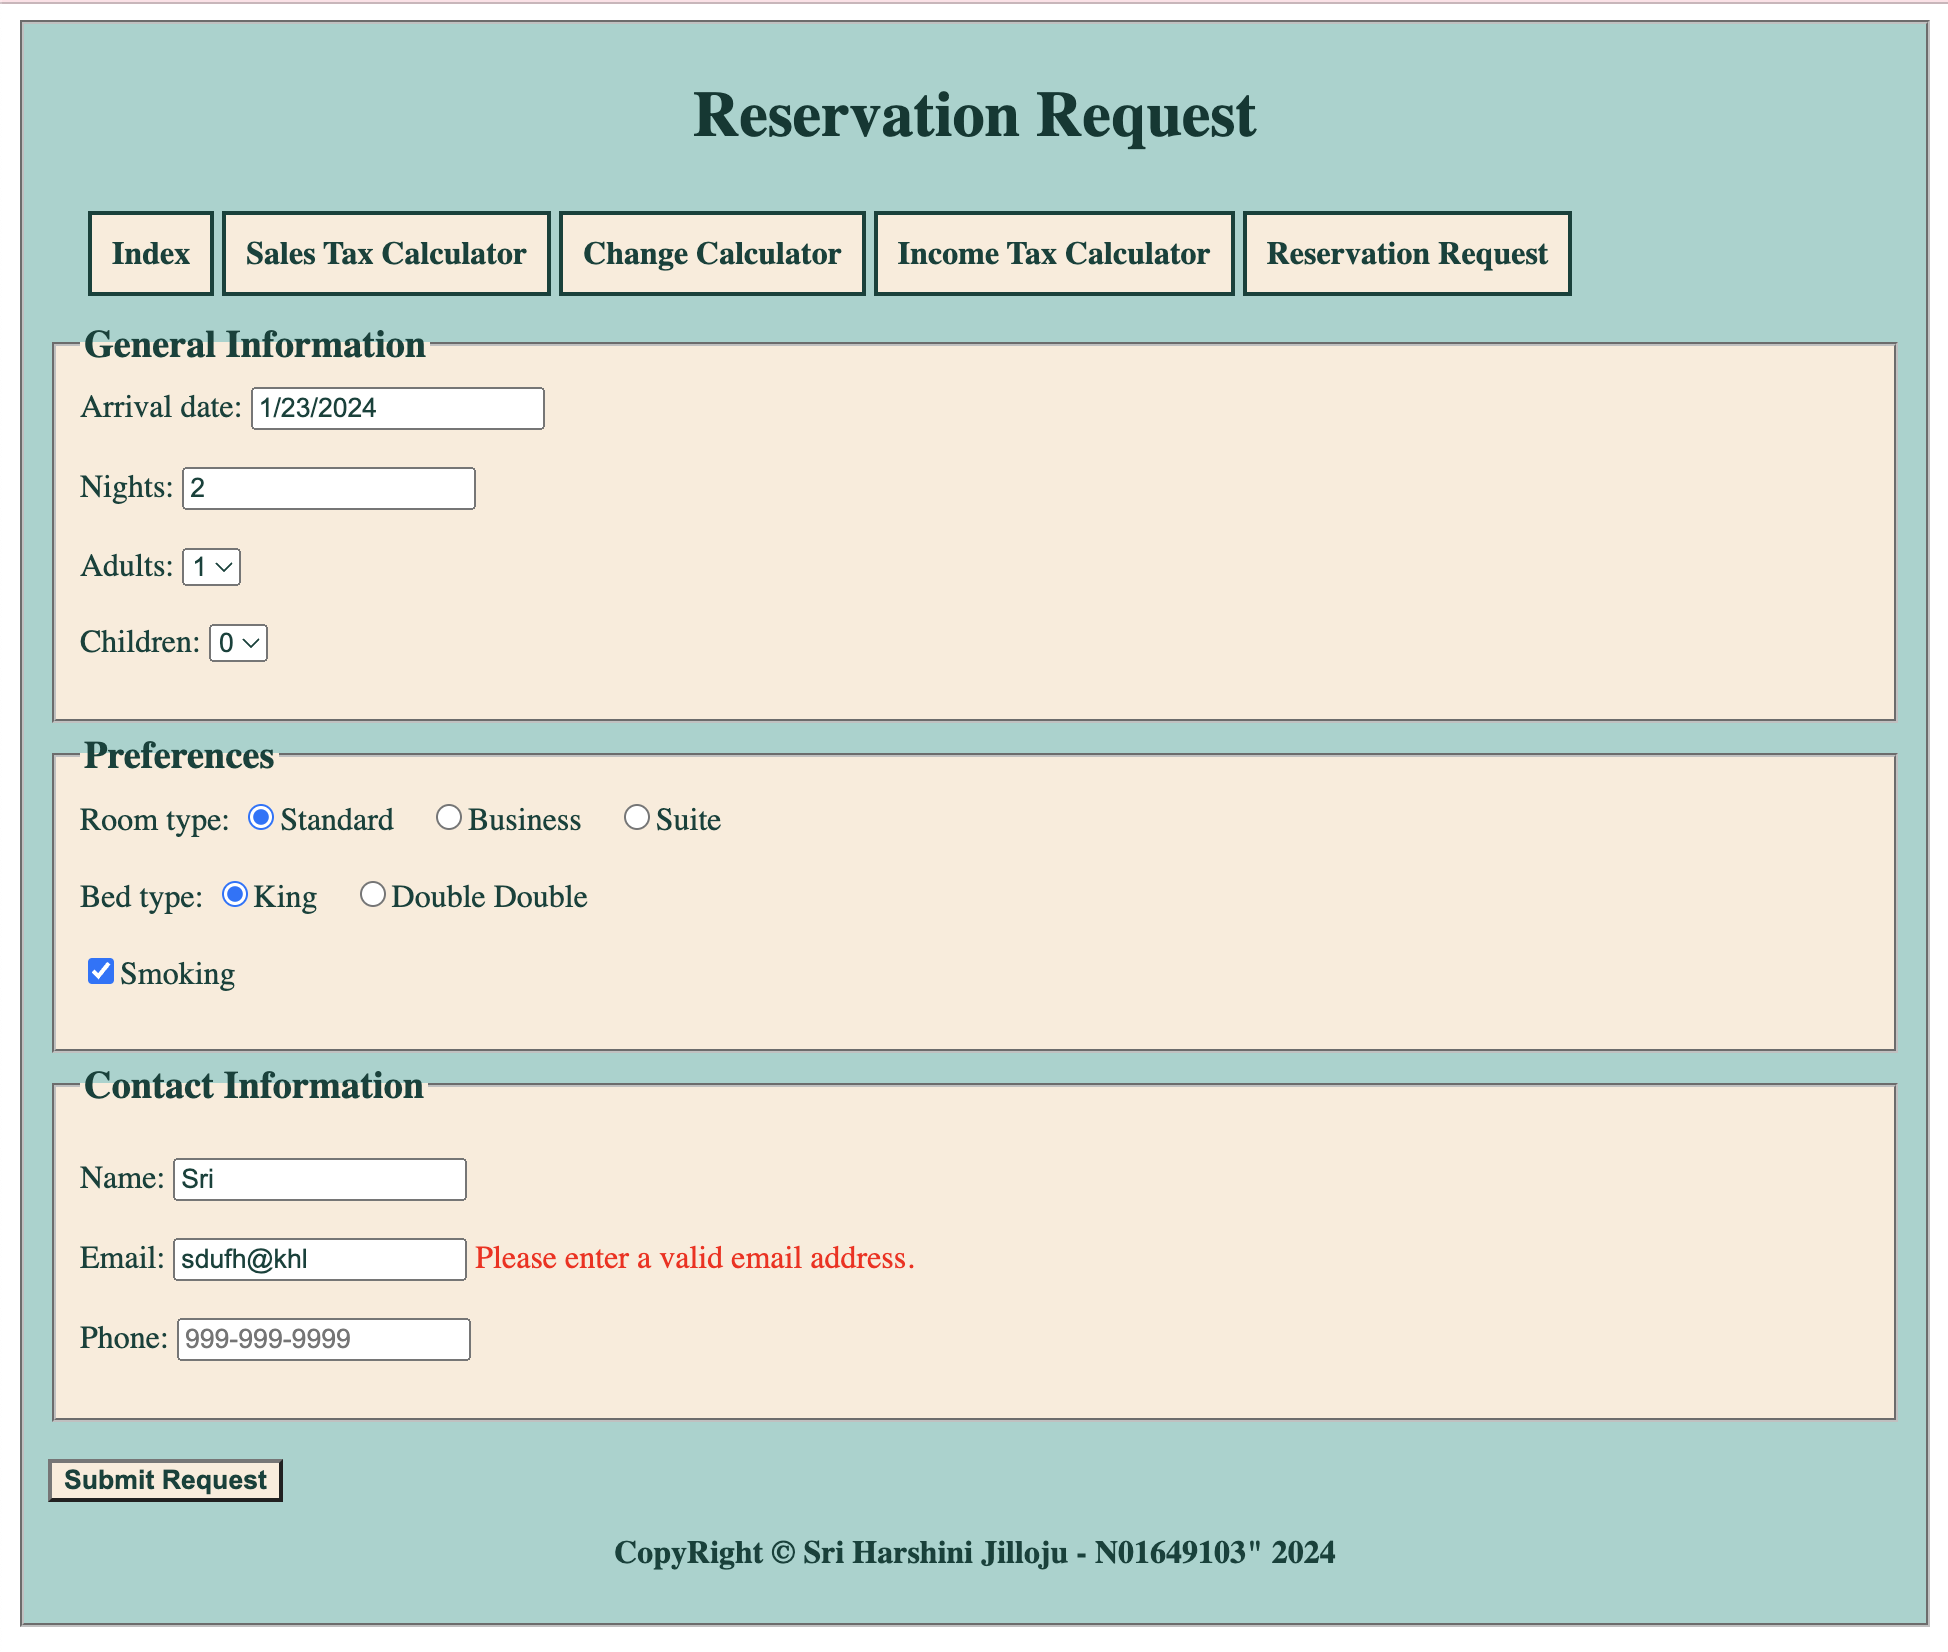 Reservation Request
Index Sales Tax Calculator Change Calculator Income Tax Calculator Reservation Request
General Information
Arrival date: 1/23/2024
Nights: 2
Adults: 1
Children: 0
Preferences
Room type: Standard Business Suite
Bed type: King Double Double
Smoking
Contact Information
Name: Sri
Email: sdufh@khl Please enter a valid email address.
Phone: 999-999-9999
Submit Request
CopyRight © Sri Harshini Jilloju - N01649103" 2024